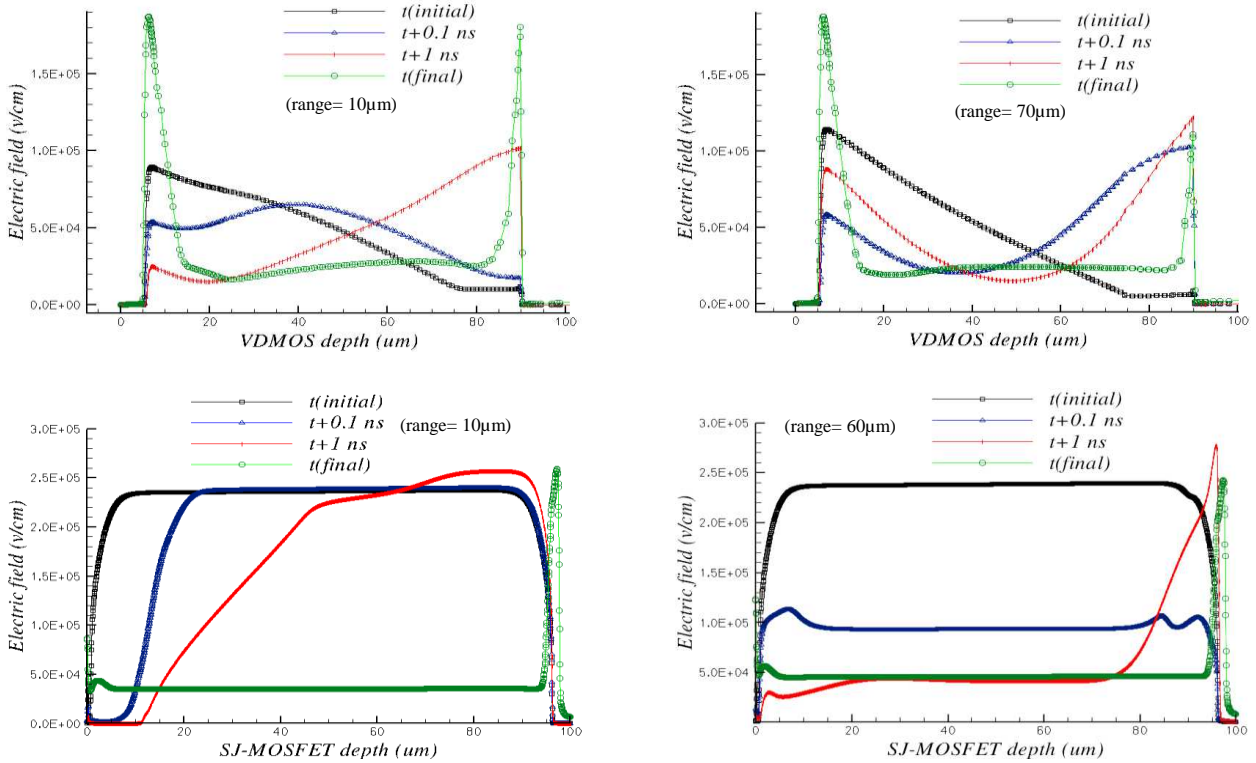 t(initial)
t+0.1 ns
t+1 ns
t(final)
(range= 10µm)
Electric field (v/cm)
1.5E+05
1.0E+05
5.0E+04
0.0E+00
0 20 40 60 80 100
VDMOS depth (um)
t(initial)
t+0.1 ns
t+1 ns
t(final)
(range= 70µm)
Electric field (v/cm)
1.5E+05
1.0E+05
5.0E+04
0.0E+00
0 20 40 60 80 100
VDMOS depth (um)
t(initial)
t+0.1 ns
t+1 ns
t(final)
(range= 10µm)
Electric field (v/cm)
3.0E+05
2.5E+05
2.0E+05
1.5E+05
1.0E+05
5.0E+04
0.0E+00
0 20 40 60 80 100
SJ-MOSFET depth (um)
t(initial)
t+0.1 ns
t+1 ns
t(final)
(range= 60µm)
Electric field (v/cm)
3.0E+05
2.5E+05
2.0E+05
1.5E+05
1.0E+05
5.0E+04
0.0E+00
0 20 40 60 80 100
SJ-MOSFET depth (um)